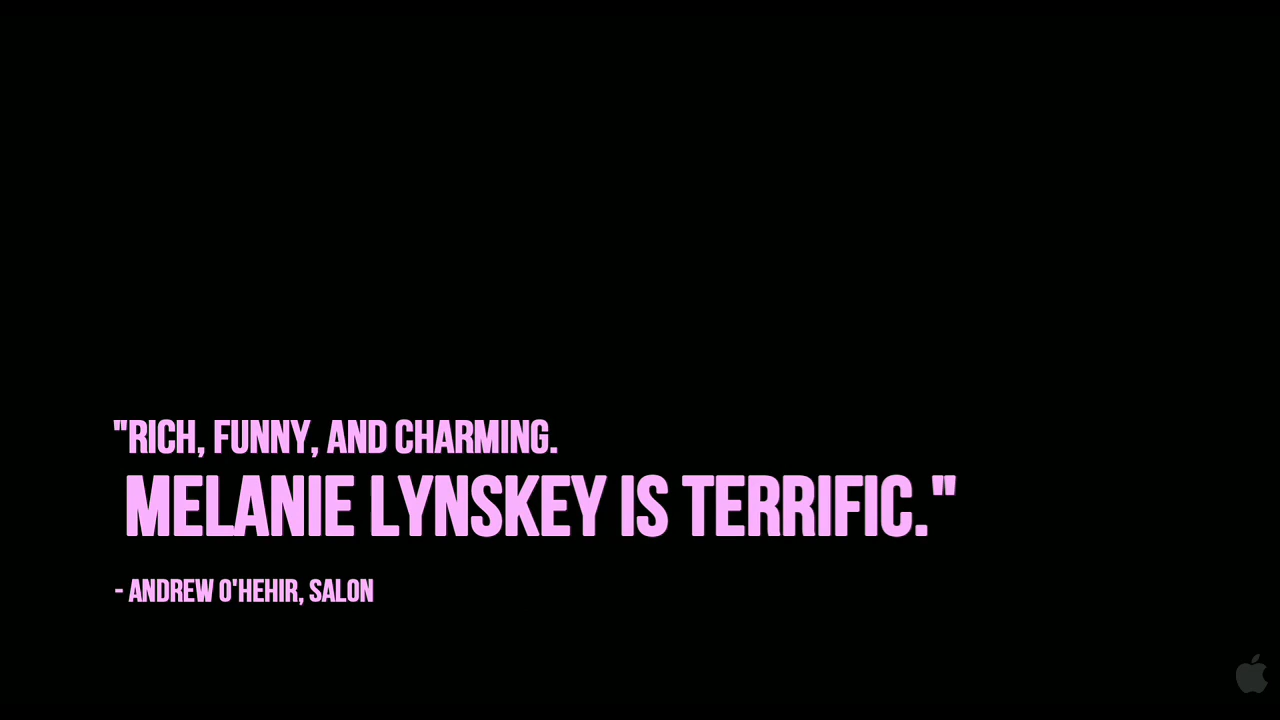 "RICH, FUNNY, AND CHARMING.
MELANIE LYNSKEY IS TERRIFIC."
- ANDREW O'HEHIR, SALON